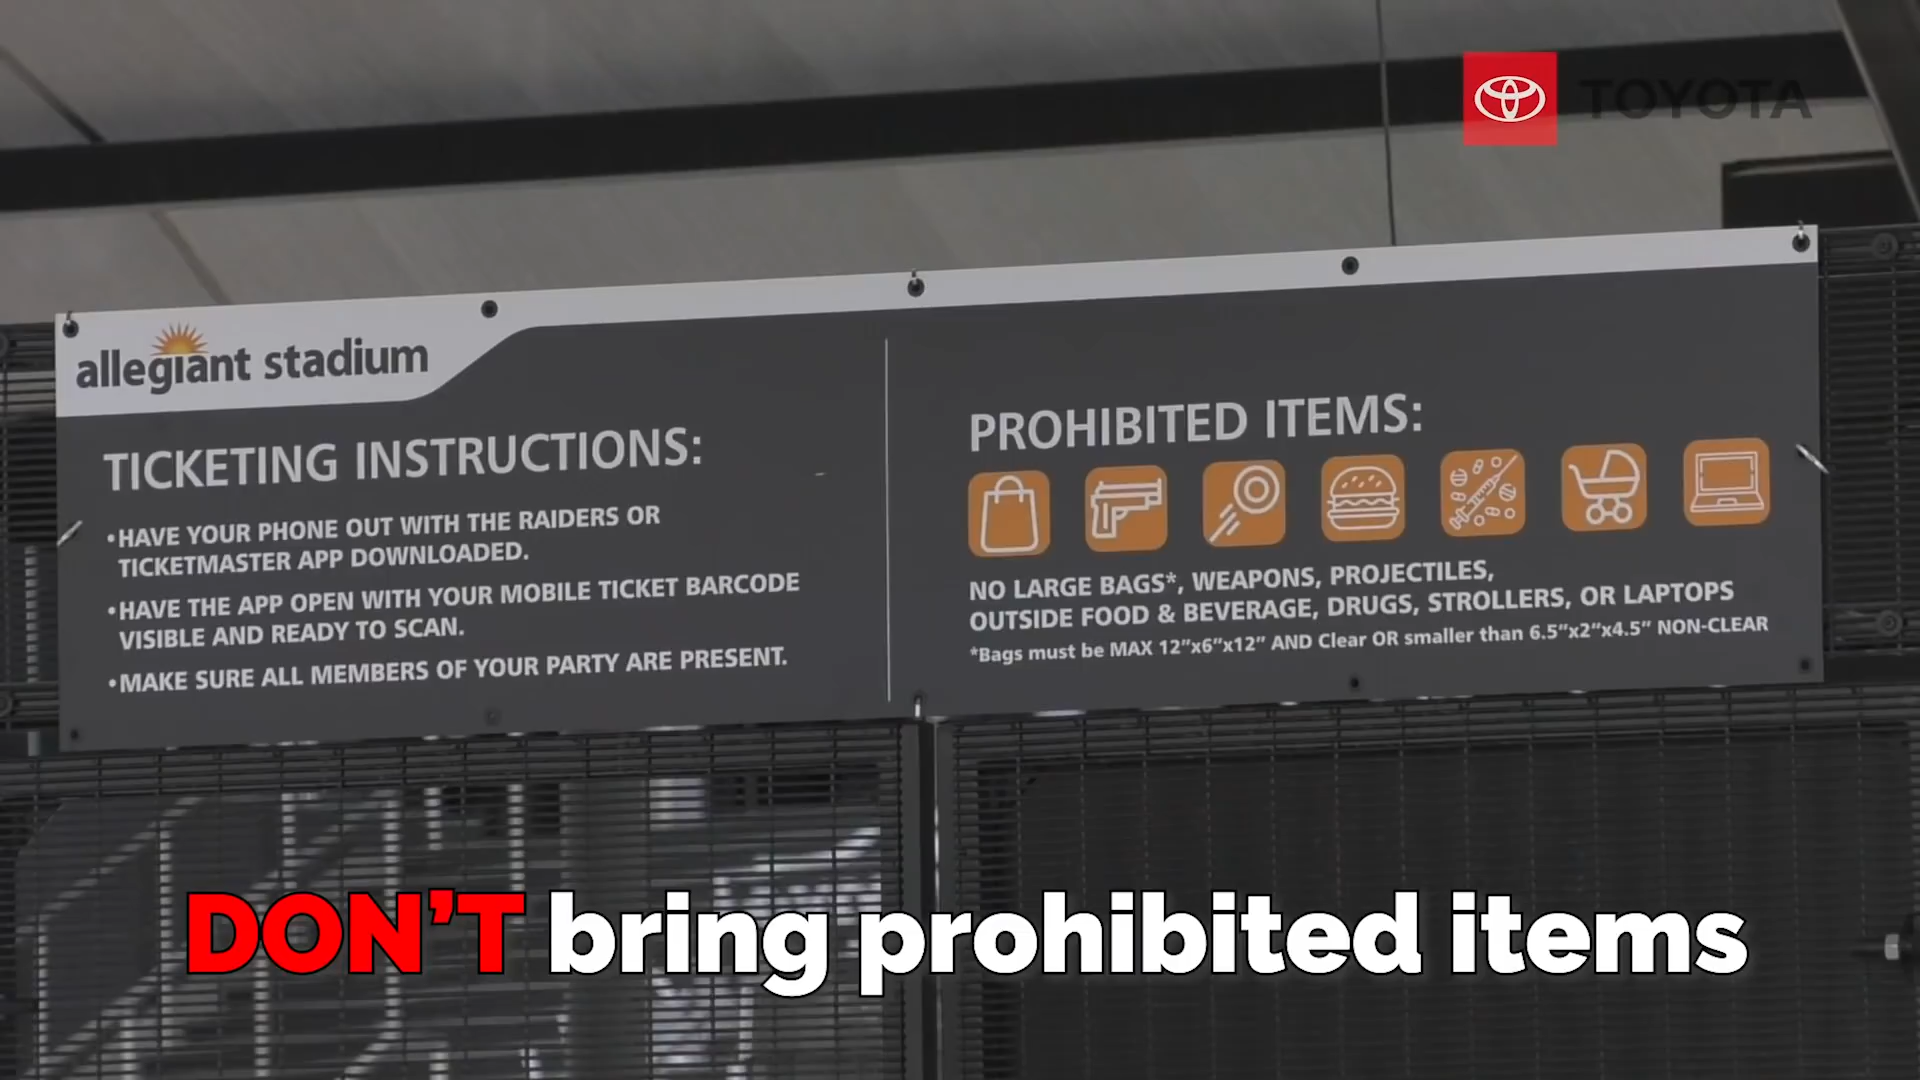 TOYOTA
allegiant stadium
TICKETING INSTRUCTIONS:
•HAVE YOUR PHONE OUT WITH THE RAIDERS OR
TICKETMASTER APP DOWNLOADED.
•HAVE THE APP OPEN WITH YOUR MOBILE TICKET BARCODE
VISIBLE AND READY TO SCAN.
•MAKE SURE ALL MEMBERS OF YOUR PARTY ARE PRESENT.
PROHIBITED ITEMS:
NO LARGE BAGS*, WEAPONS, PROJECTILES,
OUTSIDE FOOD & BEVERAGE, DRUGS, STROLLERS, OR LAPTOPS
*Bags must be MAX 12”x6”x12” AND Clear OR smaller than 6.5”x2”x4.5” NON-CLEAR
DON’T bring prohibited items